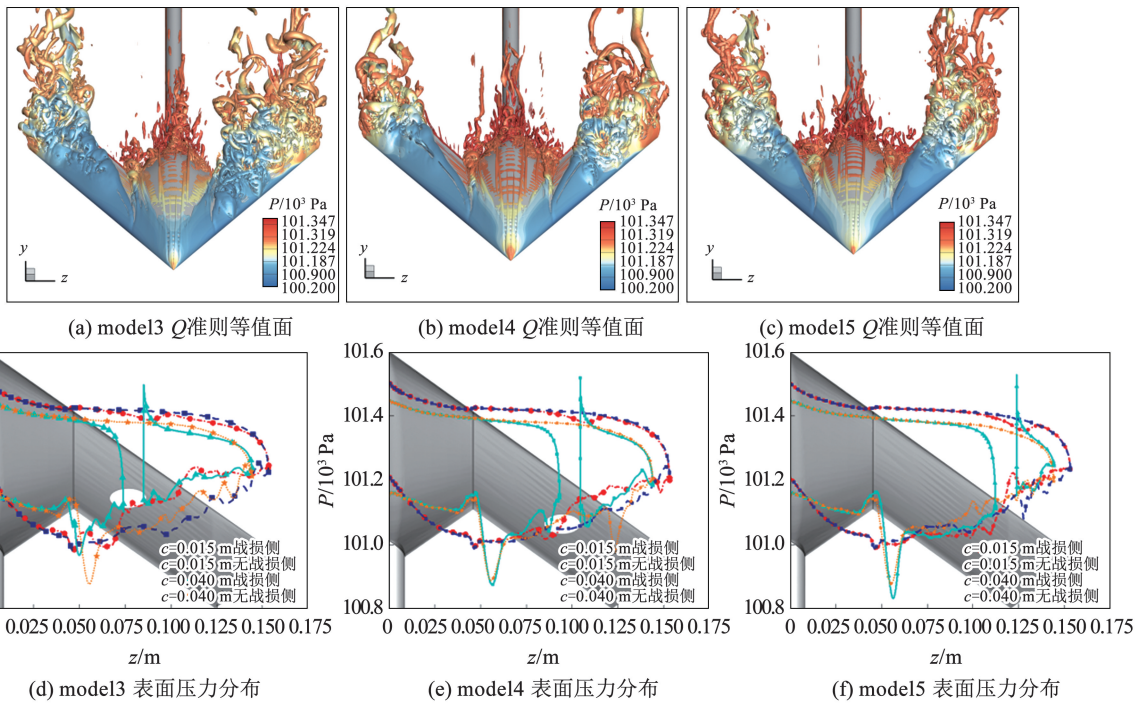 P/10³ Pa
101.347
101.319
101.224
101.187
100.900
100.200
y
z
P/10³ Pa
101.347
101.319
101.224
101.187
100.900
100.200
y
z
P/10³ Pa
101.347
101.319
101.224
101.187
100.900
100.200
y
z
(a) model3 Q准则等值面
(b) model4 Q准则等值面
(c) model5 Q准则等值面
c=0.015 m战损侧
c=0.015 m无战损侧
c=0.040 m战损侧
c=0.040 m无战损侧
0.025 0.050 0.075 0.100 0.125 0.150 0.175
z/m
(d) model3 表面压力分布
P/10³ Pa
101.6
101.4
101.2
101.0
100.8
c=0.015 m战损侧
c=0.015 m无战损侧
c=0.040 m战损侧
c=0.040 m无战损侧
0 0.025 0.050 0.075 0.100 0.125 0.150 0.175
z/m
(e) model4 表面压力分布
P/10³ Pa
101.6
101.4
101.2
101.0
100.8
c=0.015 m战损侧
c=0.015 m无战损侧
c=0.040 m战损侧
c=0.040 m无战损侧
0 0.025 0.050 0.075 0.100 0.125 0.150 0.175
z/m
(f) model5 表面压力分布